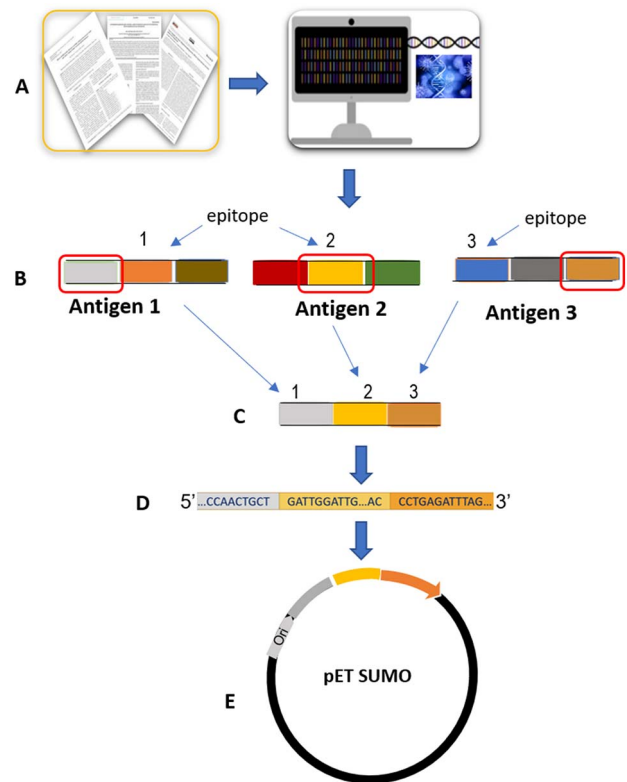 A
epitope
epitope
1
2
3
B
Antigen 1
Antigen 2
Antigen 3
1
2
3
C
D
5’
...CCAACTGCT
GATTGGATTG...AC
CCTGAGATTTAG...
3’
Ori
pET SUMO
E